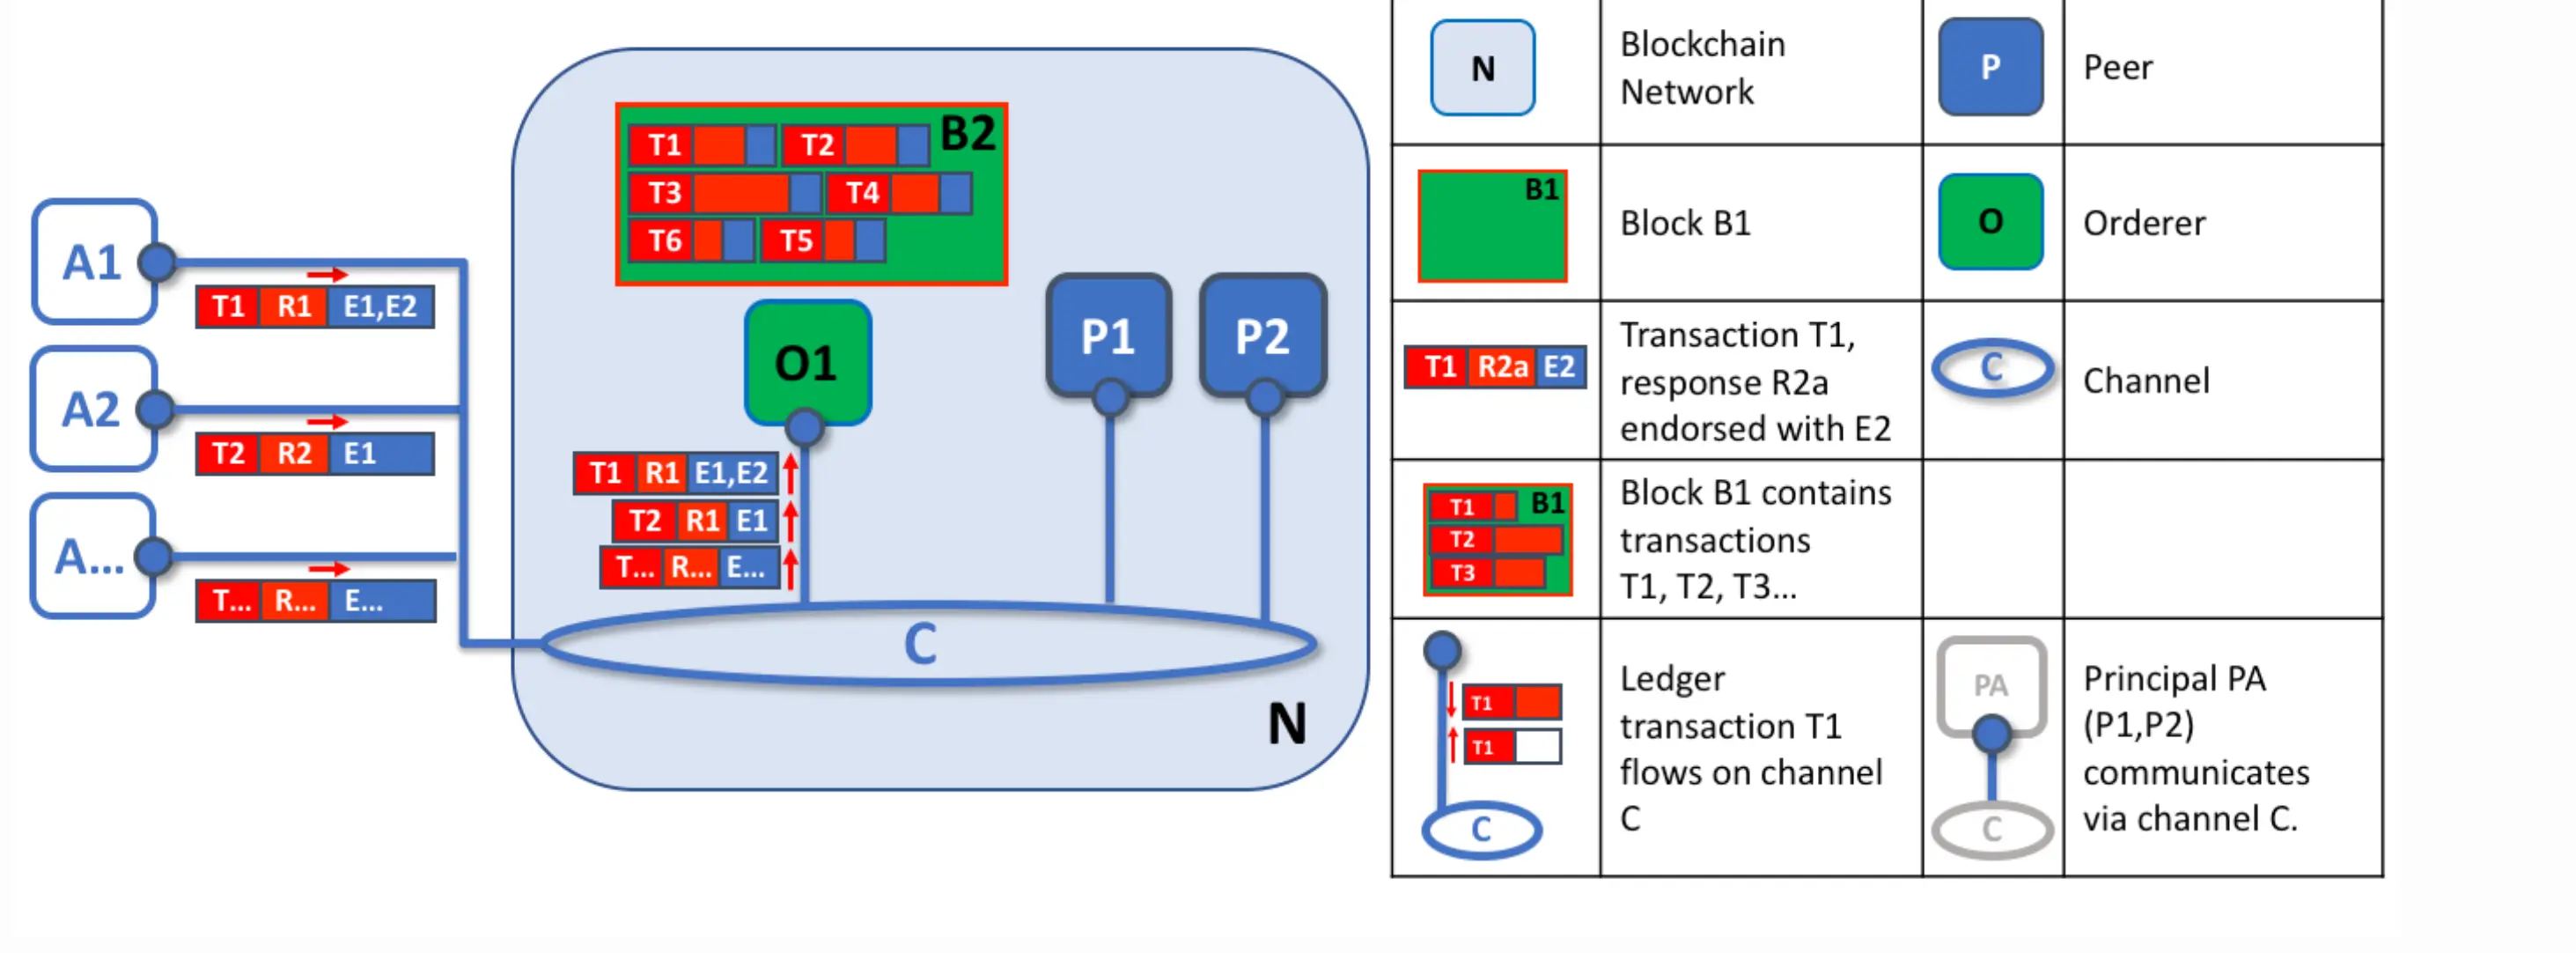 A1
T1 R1 E1,E2
A2
T2 R2 E1
A...
T... R... E...
B2
T1 T2
T3 T4
T6 T5
O1
P1
P2
T1 R1 E1,E2
T2 R1 E1
T... R... E...
C
N
N
Blockchain
Network
P
Peer
B1
Block B1
O
Orderer
T1 R2a E2
Transaction T1,
response R2a
endorsed with E2
C
Channel
T1 B1
T2
T3
Block B1 contains
transactions
T1, T2, T3...
T1
T1
C
Ledger
transaction T1
flows on channel
C
PA
C
Principal PA
(P1,P2)
communicates
via channel C.